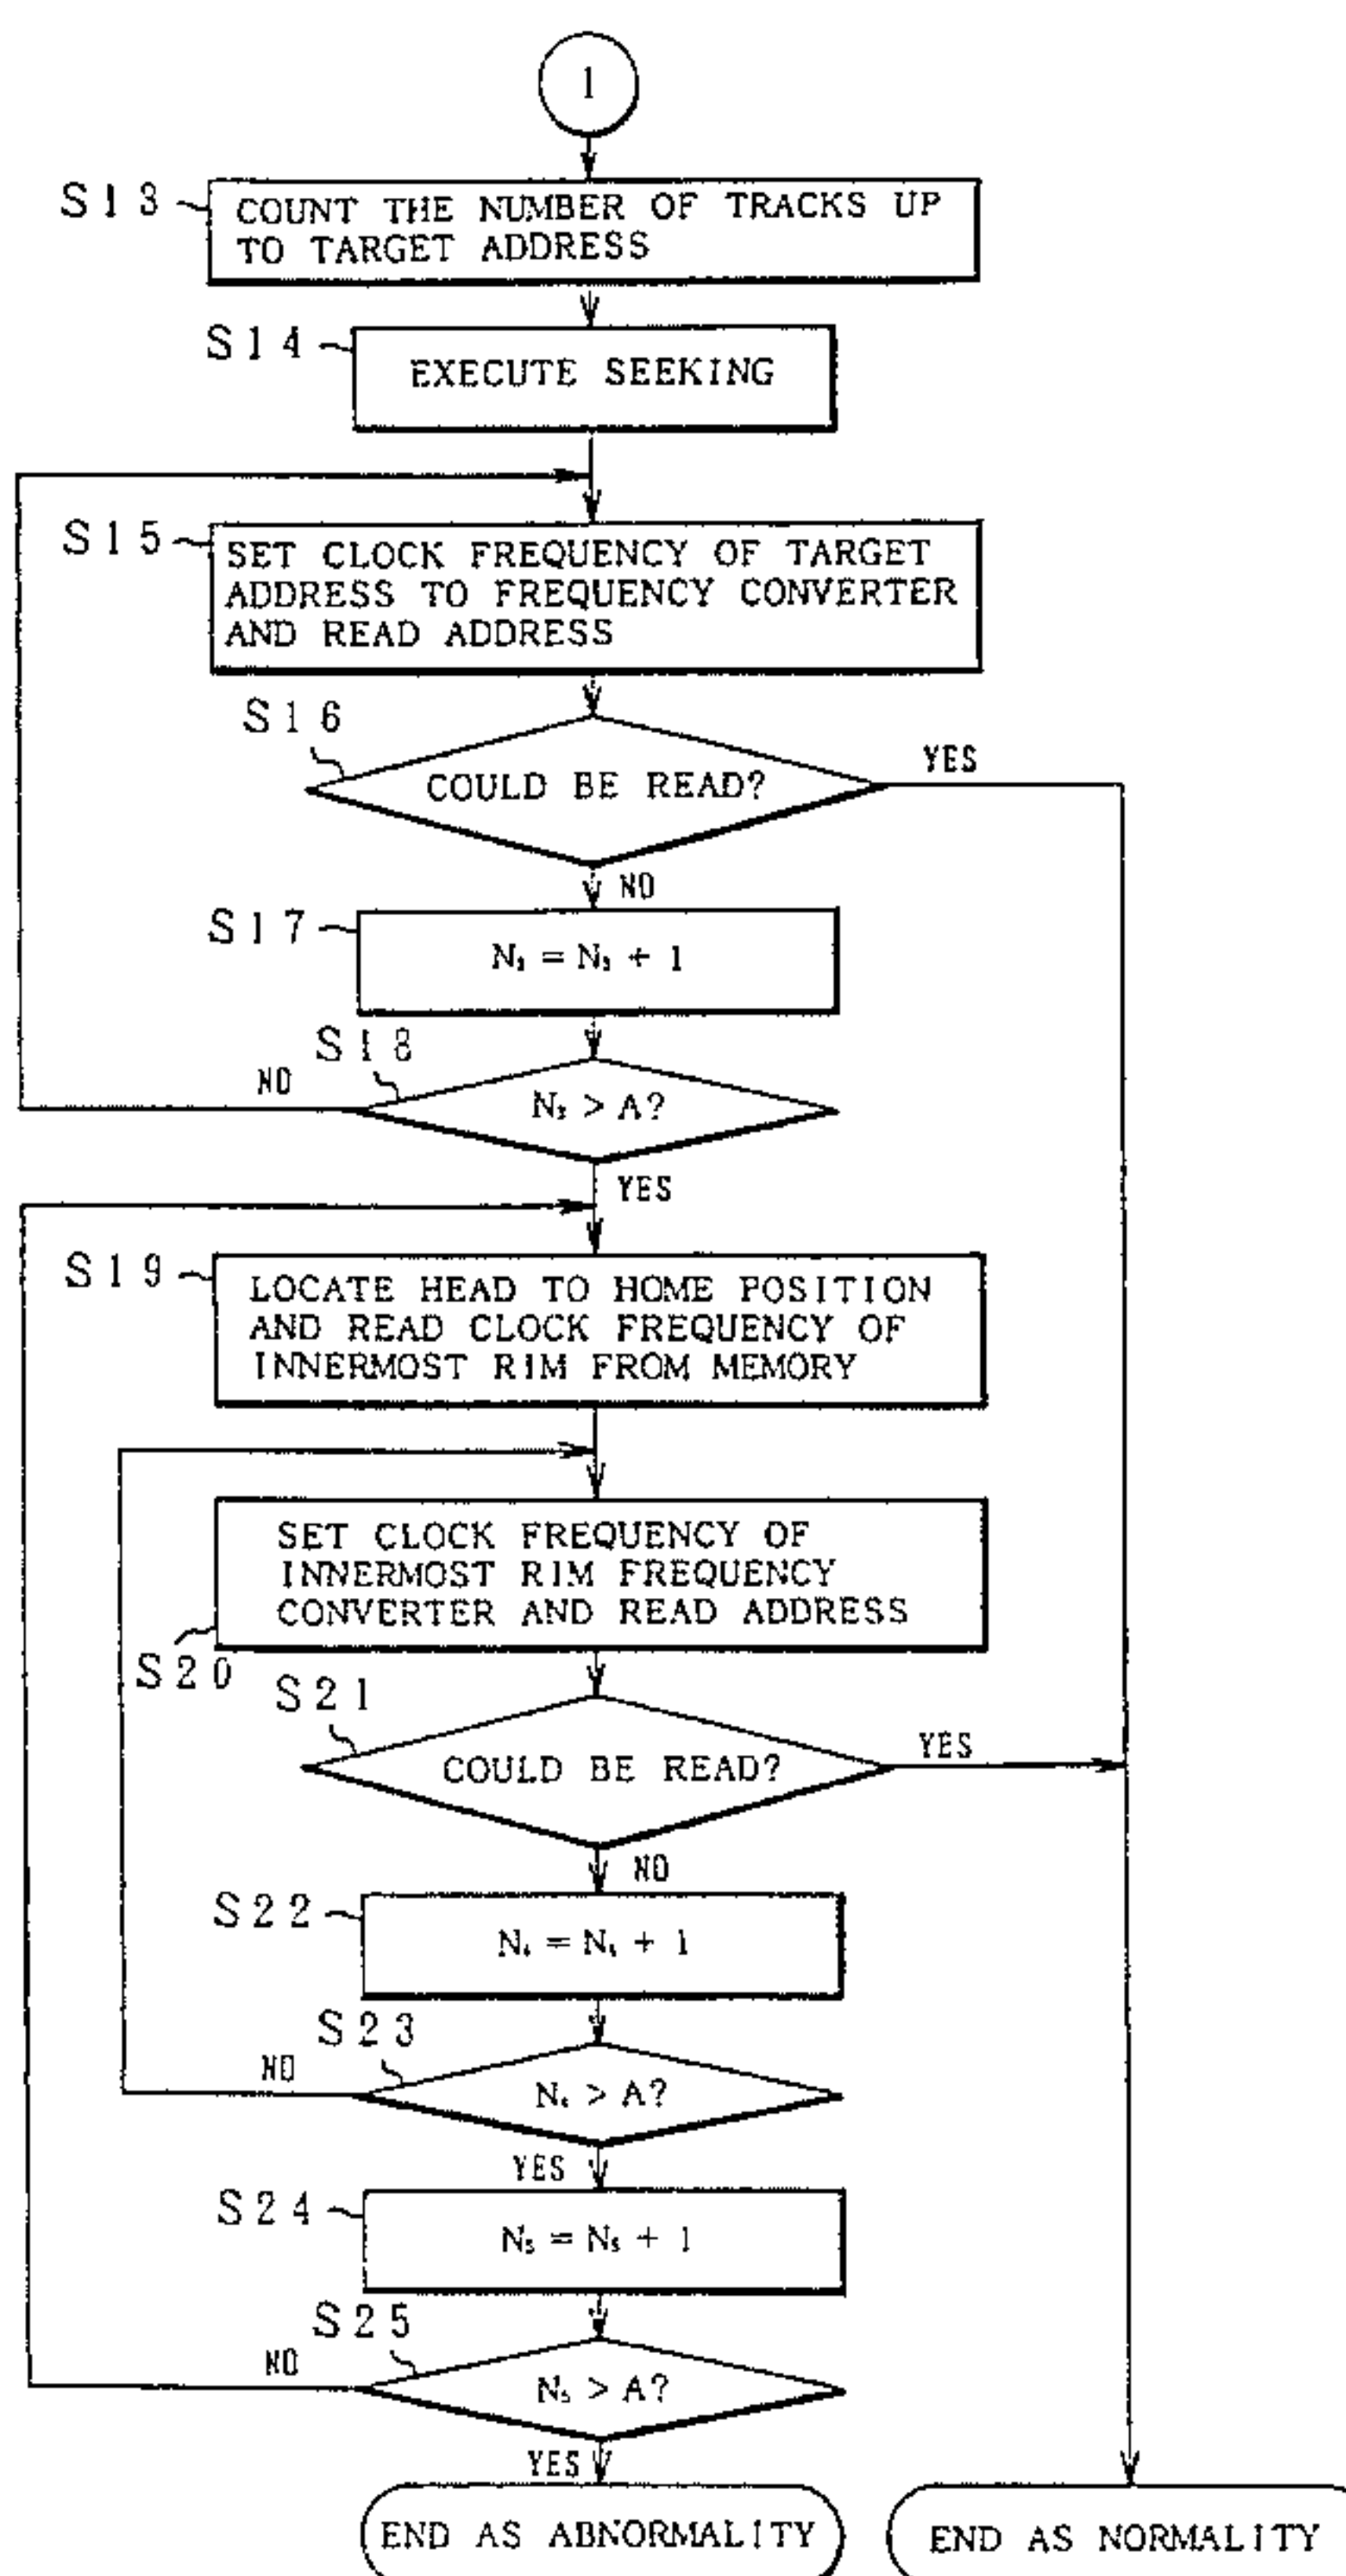 1
S13
COUNT THE NUMBER OF TRACKS UP
TO TARGET ADDRESS
S14
EXECUTE SEEKING
S15
SET CLOCK FREQUENCY OF TARGET
ADDRESS TO FREQUENCY CONVERTER
AND READ ADDRESS
S16
COULD BE READ?
YES
NO
S17
N₃ = N₃ + 1
S18
NO
N₃ > A?
YES
S19
LOCATE HEAD TO HOME POSITION
AND READ CLOCK FREQUENCY OF
INNERMOST RIM FROM MEMORY
SET CLOCK FREQUENCY OF
INNERMOST RIM FREQUENCY
CONVERTER AND READ ADDRESS
S20
S21
COULD BE READ?
YES
NO
S22
N₄ = N₄ + 1
S23
NO
N₄ > A?
YES
S24
N₅ = N₅ + 1
S25
NO
N₅ > A?
YES
END AS ABNORMALITY
END AS NORMALITY